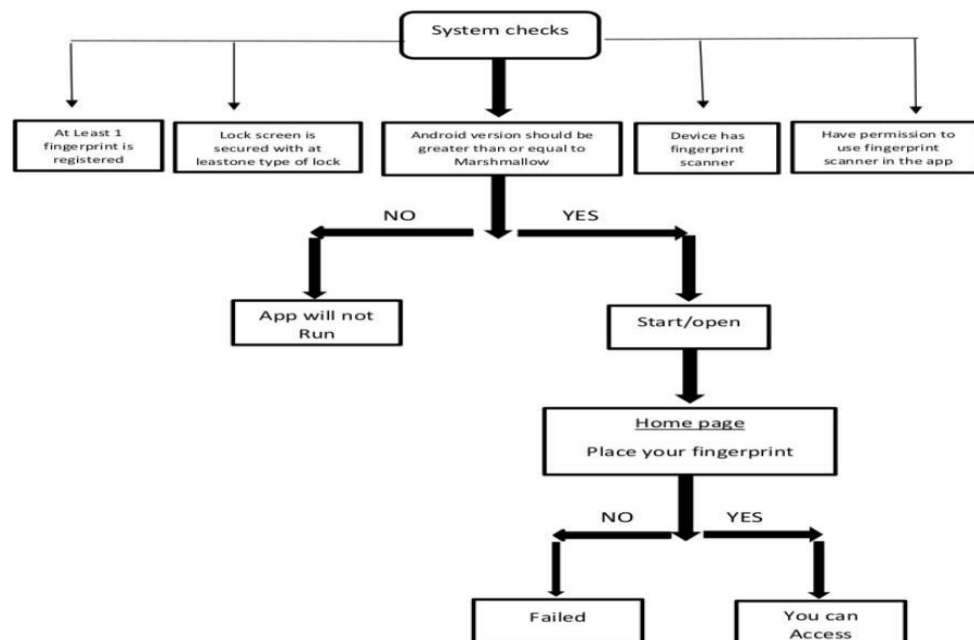 System checks
At Least 1
fingerprint is
registered
Lock screen is
secured with at
leastone type of lock
Android version should be
greater than or equal to
Marshmallow
Device has
fingerprint
scanner
Have permission to
use fingerprint
scanner in the app
NO
YES
App will not
Run
Start/open
Home page
Place your fingerprint
NO
YES
Failed
You can
Access